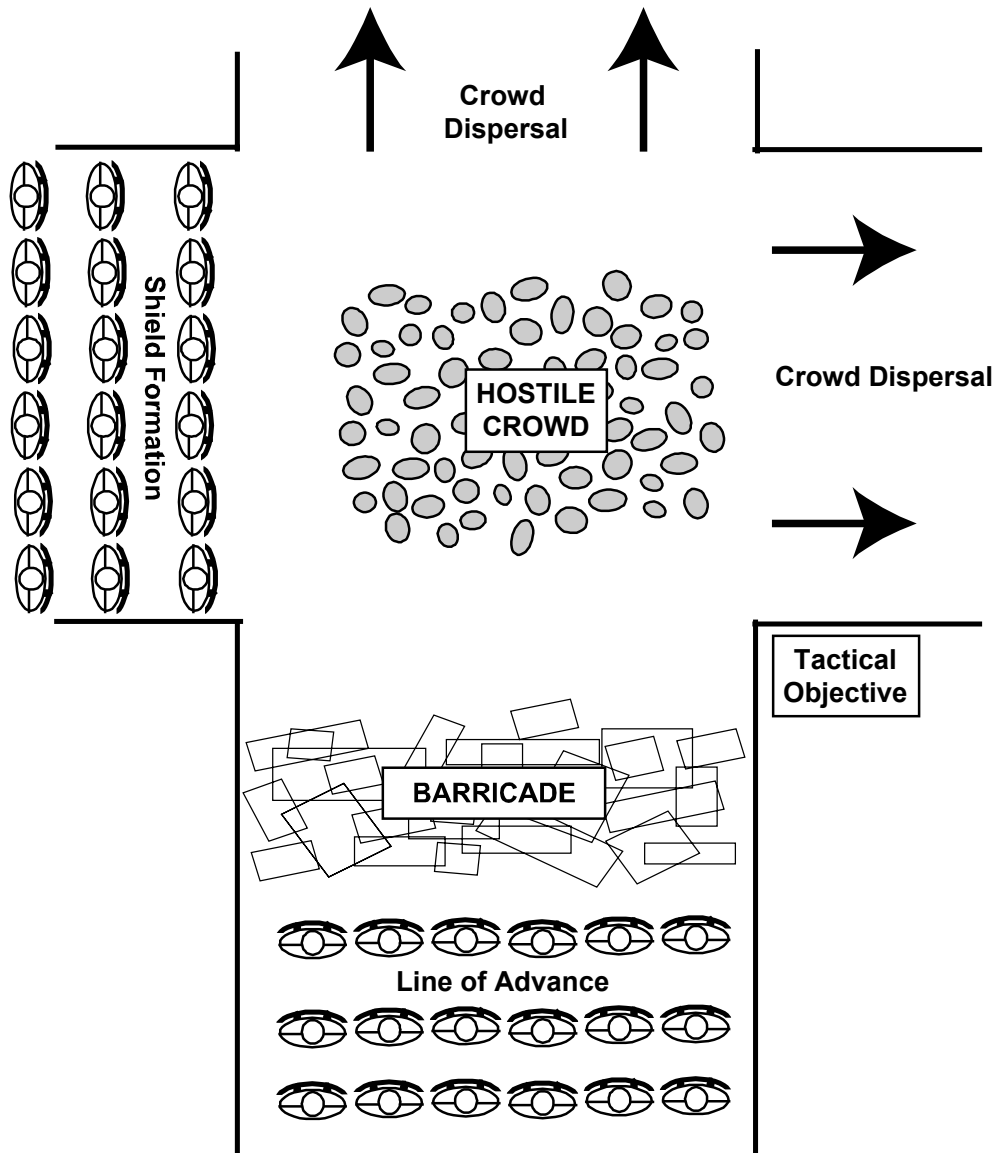 Crowd
Dispersal
Shield Formation
HOSTILE
CROWD
Crowd Dispersal
Tactical
Objective
BARRICADE
Line of Advance